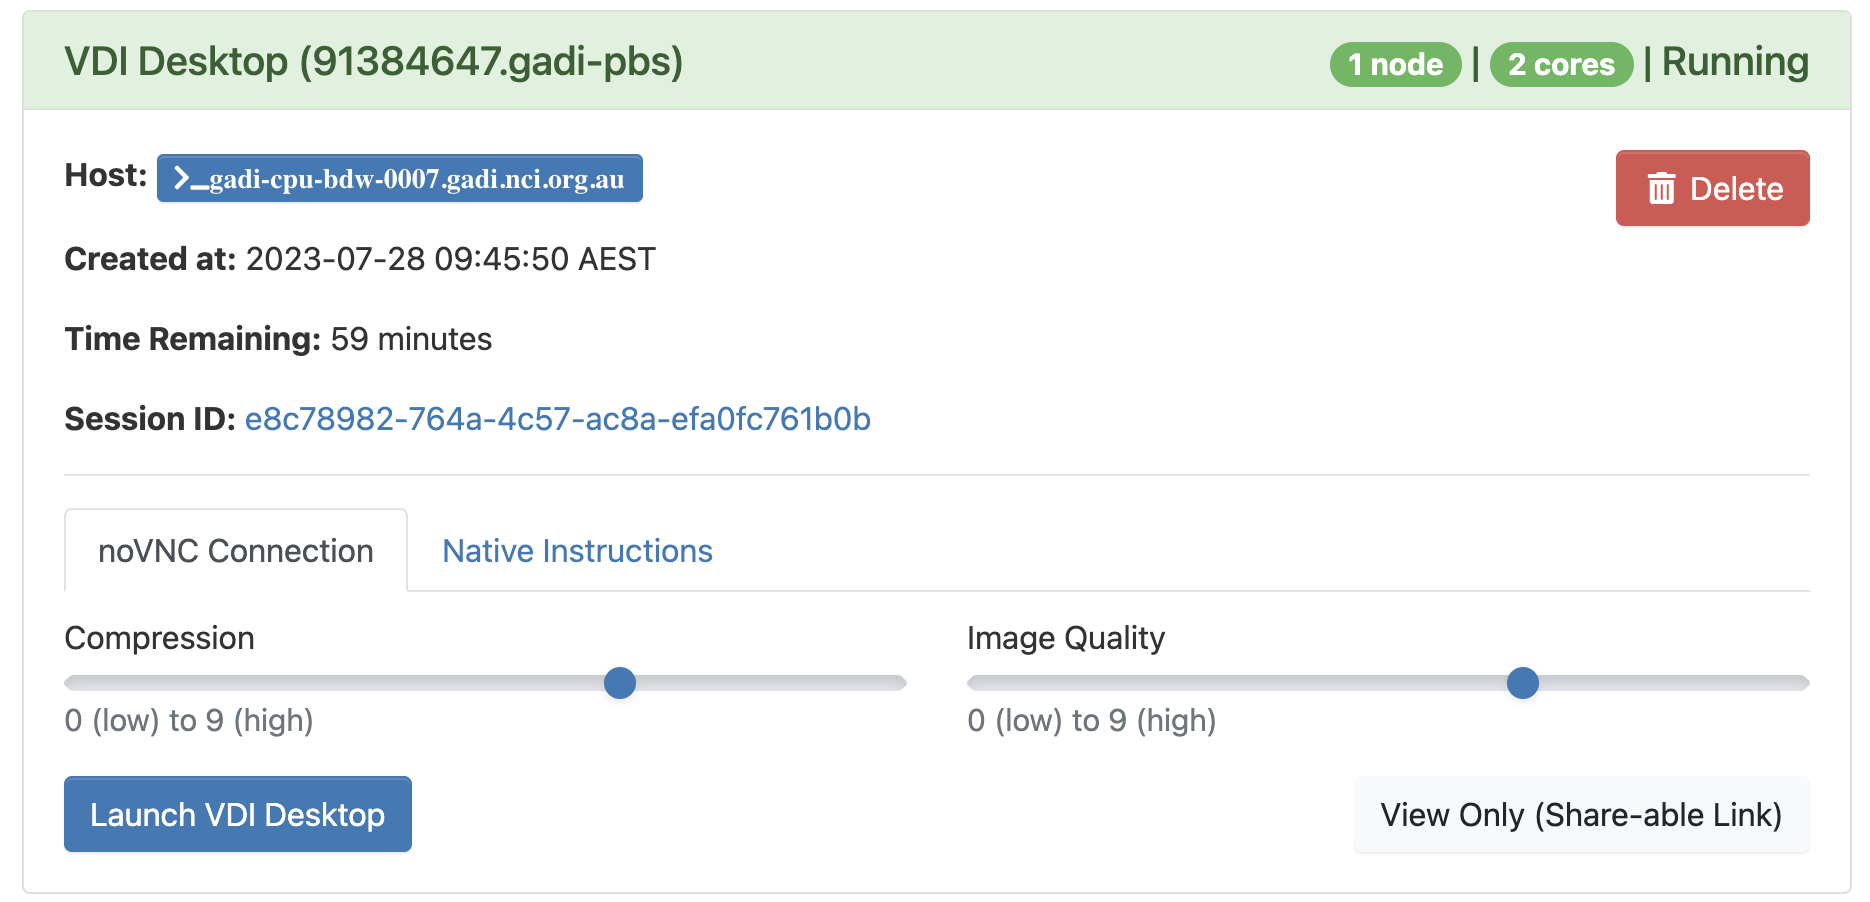 VDI Desktop (91384647.gadi-pbs) 1 node | 2 cores | Running
Host: >_gadi-cpu-bdw-0007.gadi.nci.org.au Delete
Created at: 2023-07-28 09:45:50 AEST
Time Remaining: 59 minutes
Session ID: e8c78982-764a-4c57-ac8a-efa0fc761b0b
noVNC Connection Native Instructions
Compression Image Quality
0 (low) to 9 (high) 0 (low) to 9 (high)
Launch VDI Desktop View Only (Share-able Link)